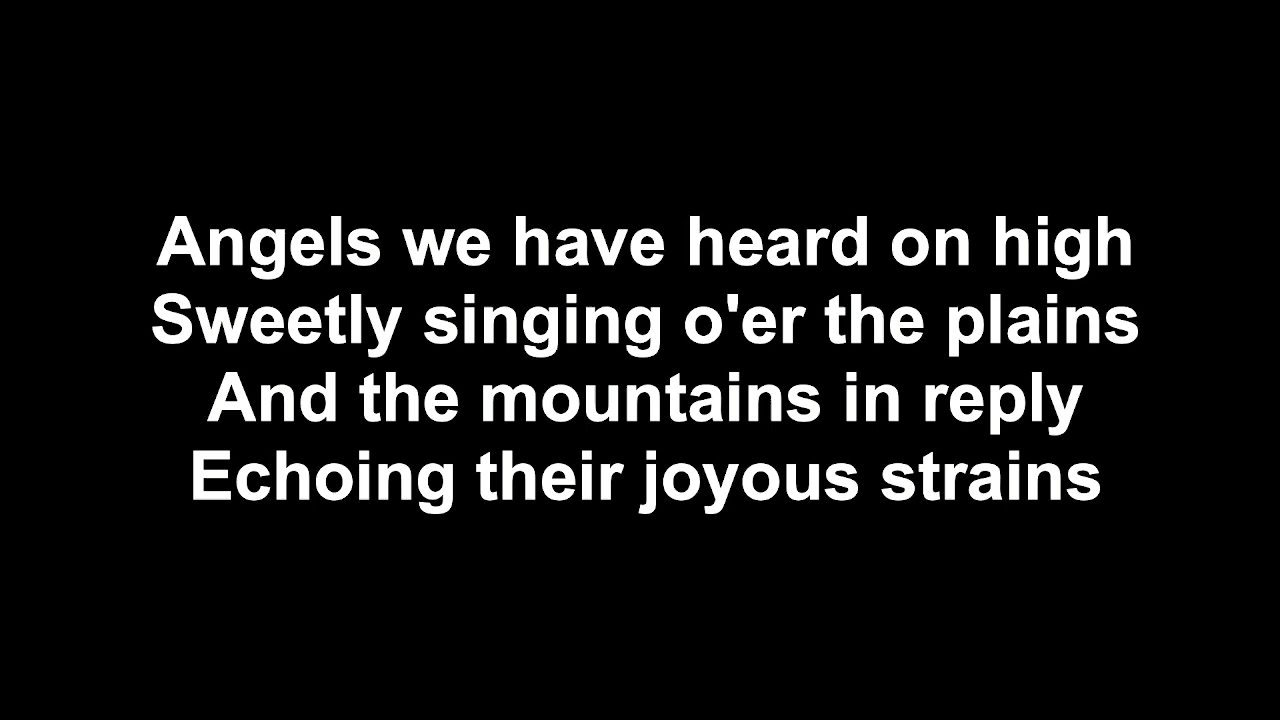 Angels we have heard on high
Sweetly singing o'er the plains
And the mountains in reply
Echoing their joyous strains